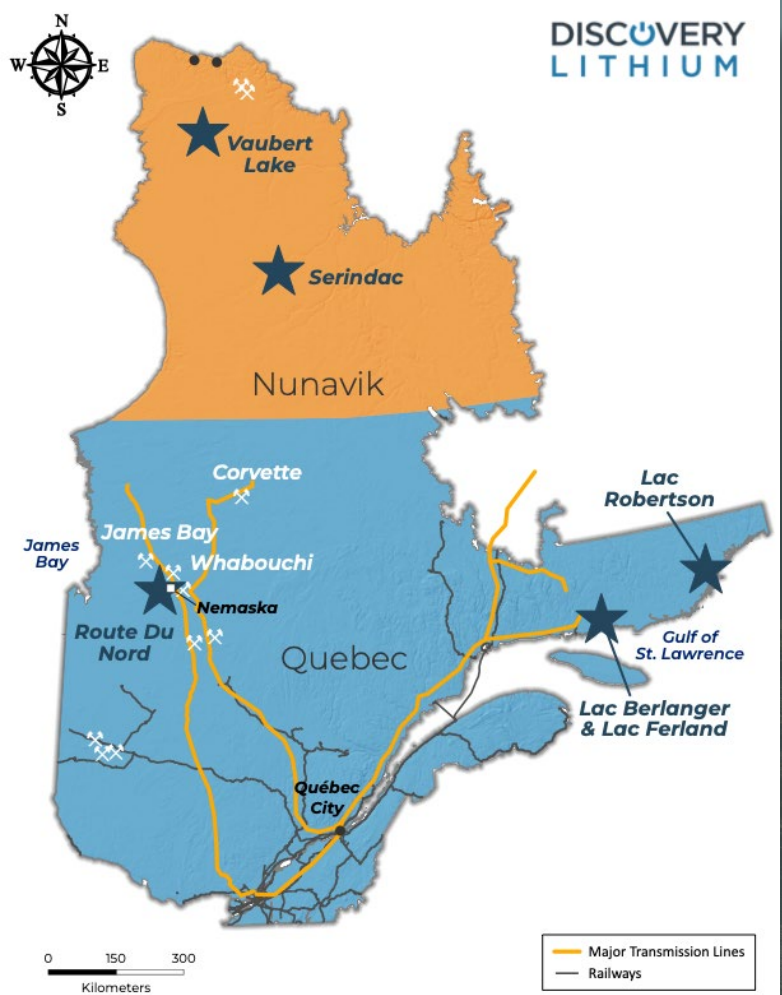 N
W
E
S
DISCOVERY
LITHIUM
Vaubert
Lake
Serindac
Nunavik
Corvette
Lac
Robertson
James Bay
James
Bay
Whabouchi
Nemaska
Route Du
Nord
Quebec
Gulf of
St. Lawrence
Lac Berlanger
& Lac Ferland
Québec
City
0 150 300
Kilometers
Major Transmission Lines
Railways